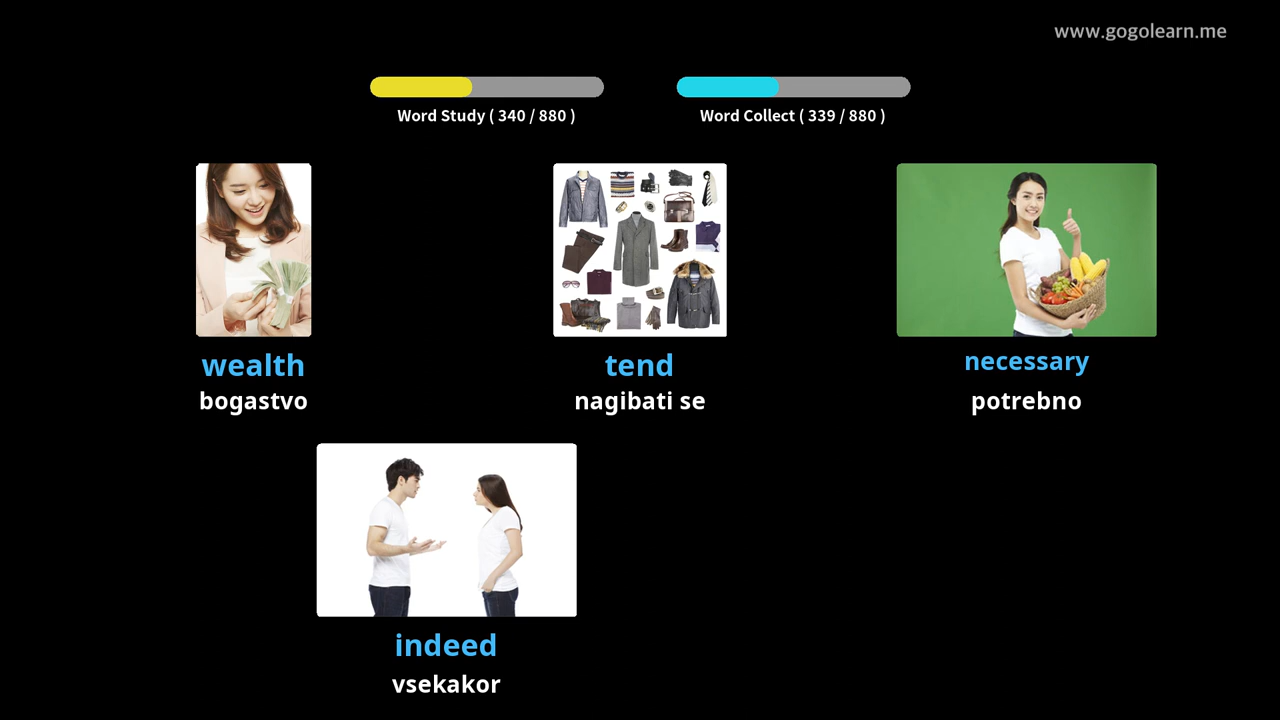 www.gogolearn.me
Word Study ( 340 / 880 )
Word Collect ( 339 / 880 )
wealth
bogastvo
tend
nagibati se
necessary
potrebno
indeed
vsekakor